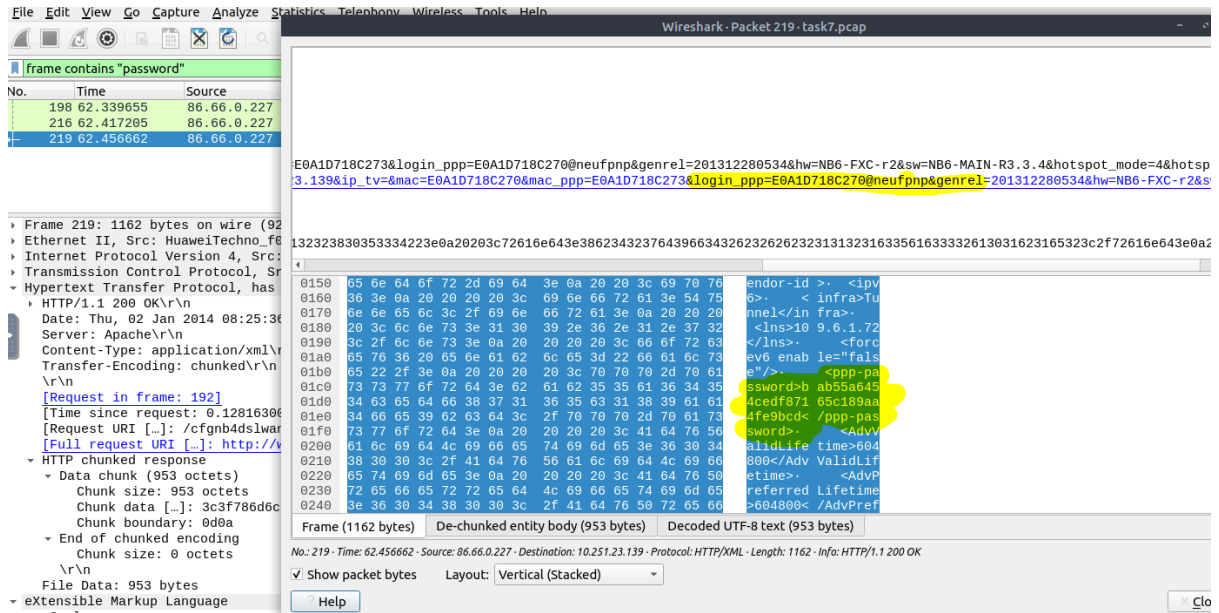 File Edit View Go Capture Analyze Statistics Telephony Wireless Tools Help
Wireshark · Packet 219 · task7.pcap
frame contains "password"
No. Time Source
198 62.339655 86.66.0.227
216 62.417205 86.66.0.227
219 62.456662 86.66.0.227
=E0A1D718C273&login_ppp=E0A1D718C270@neufpnp&genrel=201312280534&hw=NB6-FXC-r2&sw=NB6-MAIN-R3.3.4&hotspot_mode=4&hotsp
3.139&ip_tv=&mac=E0A1D718C270&mac_ppp=E0A1D718C273&login_ppp=E0A1D718C270@neufpnp&genrel=201312280534&hw=NB6-FXC-r2&s
Frame 219: 1162 bytes on wire (92
Ethernet II, Src: HuaweiTechno_f0
Internet Protocol Version 4, Src:
Transmission Control Protocol, Sr
Hypertext Transfer Protocol, has
HTTP/1.1 200 OK\r\n
Date: Thu, 02 Jan 2014 08:25:36
Server: Apache\r\n
Content-Type: application/xml\r
Transfer-Encoding: chunked\r\n
\r\n
[Request in frame: 192]
[Time since request: 0.12816300
[Request URI […]: /cfgnb4dslwar
[Full request URI […]: http://w
HTTP chunked response
Data chunk (953 octets)
Chunk size: 953 octets
Chunk data […]: 3c3f786d6c
Chunk boundary: 0d0a
End of chunked encoding
Chunk size: 0 octets
\r\n
File Data: 953 bytes
eXtensible Markup Language
0150 65 6e 64 6f 72 2d 69 64 3e 0a 20 20 3c 69 70 76 endor-id >· <ipv
0160 36 3e 0a 20 20 20 20 3c 69 6e 66 72 61 3e 54 75 6>· < infra>Tu
0170 6e 6e 65 6c 3c 2f 69 6e 66 72 61 3e 0a 20 20 20 nnel</in fra>·
0180 20 3c 6c 6e 73 3e 31 30 39 2e 36 2e 31 2e 37 32 <lns>10 9.6.1.72
0190 3c 2f 6c 6e 73 3e 0a 20 20 20 20 3c 66 6f 72 63 </lns>· <forc
01a0 65 76 36 20 65 6e 61 62 6c 65 3d 22 66 61 6c 73 ev6 enab le="fals
01b0 65 22 2f 3e 0a 20 20 20 20 3c 70 70 70 2d 70 61 e"/>· <ppp-pa
01c0 73 73 77 6f 72 64 3e 62 61 62 35 35 61 36 34 35 ssword>b ab55a645
01d0 34 63 65 64 66 38 37 31 36 35 63 31 38 39 61 61 4cedf871 65c189aa
01e0 34 66 65 39 62 63 64 3c 2f 70 70 70 2d 70 61 73 4fe9bcd< /ppp-pas
01f0 73 77 6f 72 64 3e 0a 20 20 20 20 3c 41 64 76 56 sword>· <AdvV
0200 61 6c 69 64 4c 69 66 65 74 69 6d 65 3e 36 30 34 alidLife time>604
0210 38 30 30 3c 2f 41 64 76 56 61 6c 69 64 4c 69 66 800</Adv ValidLif
0220 65 74 69 6d 65 3e 0a 20 20 20 20 3c 41 64 76 50 etime>· <AdvP
0230 72 65 66 65 72 72 65 64 4c 69 66 65 74 69 6d 65 referred Lifetime
0240 3e 36 30 34 38 30 30 3c 2f 41 64 76 50 72 65 66 >604800< /AdvPref
Frame (1162 bytes) De-chunked entity body (953 bytes) Decoded UTF-8 text (953 bytes)
No.: 219 · Time: 62.456662 · Source: 86.66.0.227 · Destination: 10.251.23.139 · Protocol: HTTP/XML · Length: 1162 · Info: HTTP/1.1 200 OK
Show packet bytes Layout: Vertical (Stacked)
Help
Clo